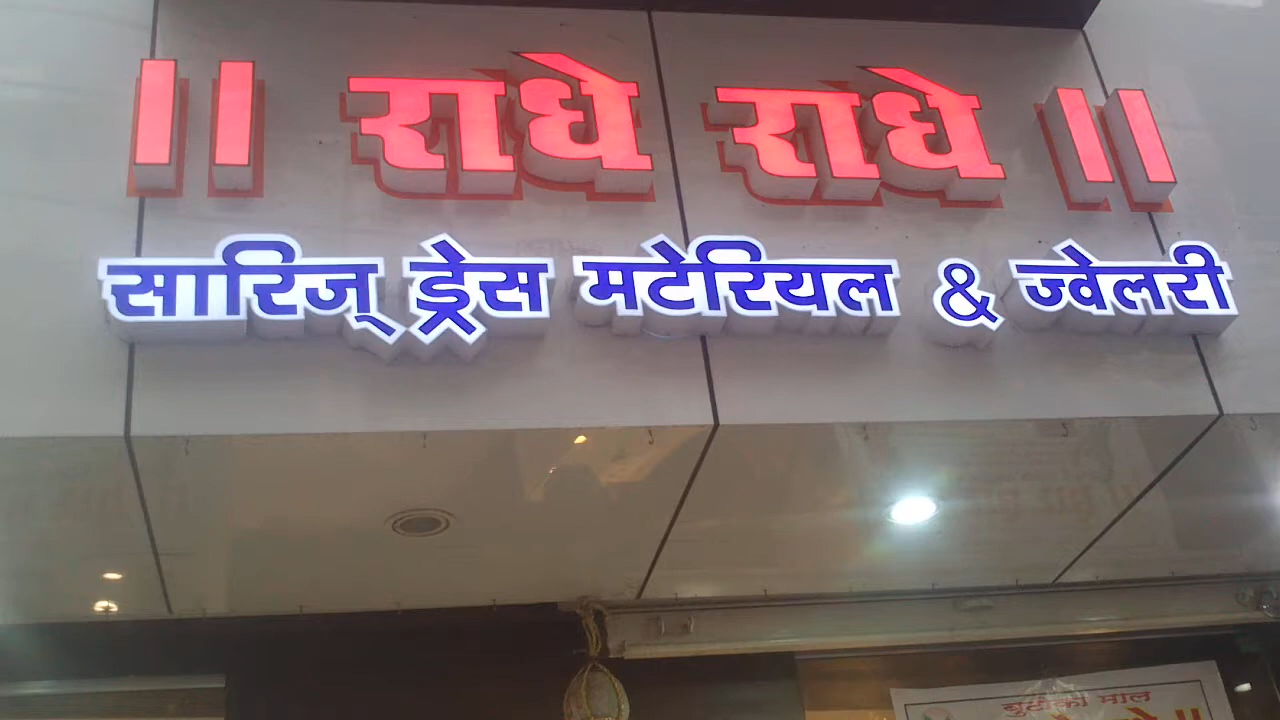 || राधे राधे ||
सारिज् ड्रेस मटेरियल & ज्वेलरी
माल